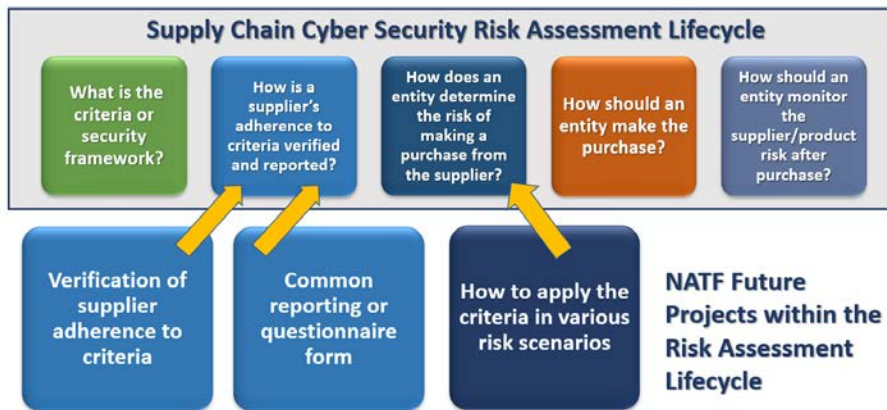 Supply Chain Cyber Security Risk Assessment Lifecycle
What is the
criteria or
security
framework?
How is a
supplier's
adherence to
criteria verified
and reported?
How does an
entity determine
the risk of
making a
purchase from
the supplier?
How should an
entity make the
purchase?
How should an
entity monitor
the
supplier/product
risk after
purchase?
Verification of
supplier
adherence to
criteria
Common
reporting or
questionnaire
form
How to apply the
criteria in various
risk scenarios
NATF Future
Projects within the
Risk Assessment
Lifecycle